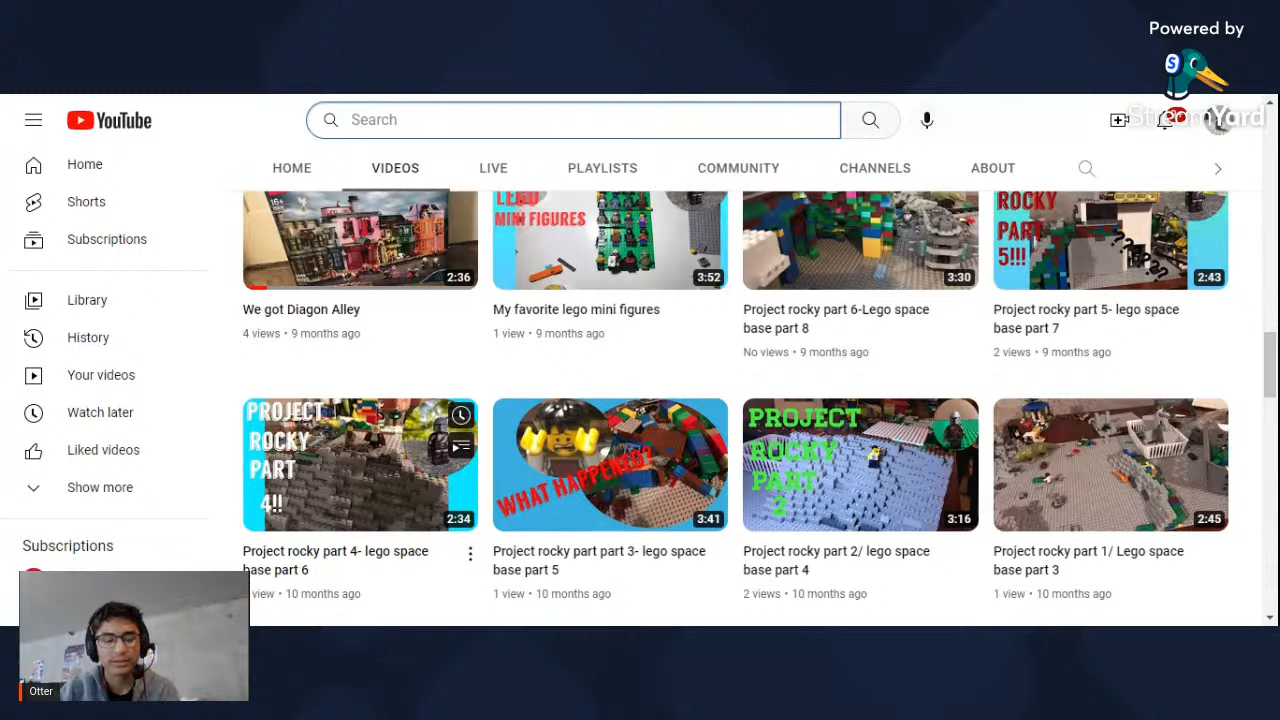 Powered by
S
StreamYard
YouTube
Search
Home
Shorts
Subscriptions
Library
History
Your videos
Watch later
Liked videos
Show more
Subscriptions
HOME
VIDEOS
LIVE
PLAYLISTS
COMMUNITY
CHANNELS
ABOUT
16+
2:36
LEGO
MINI FIGURES
3:52
3:30
ROCKY
PART
5!!!
???
???
2:43
We got Diagon Alley
4 views • 9 months ago
My favorite lego mini figures
1 view • 9 months ago
Project rocky part 6-Lego space
base part 8
No views • 9 months ago
Project rocky part 5- lego space
base part 7
2 views • 9 months ago
PROJECT
ROCKY
PART
4!!
2:34
WHAT HAPPENED?
3:41
PROJECT
ROCKY
PART
2
3:16
2:45
Project rocky part 4- lego space
base part 6
view • 10 months ago
Project rocky part part 3- lego space
base part 5
1 view • 10 months ago
Project rocky part 2/ lego space
base part 4
2 views • 10 months ago
Project rocky part 1/ Lego space
base part 3
1 view • 10 months ago
Otter